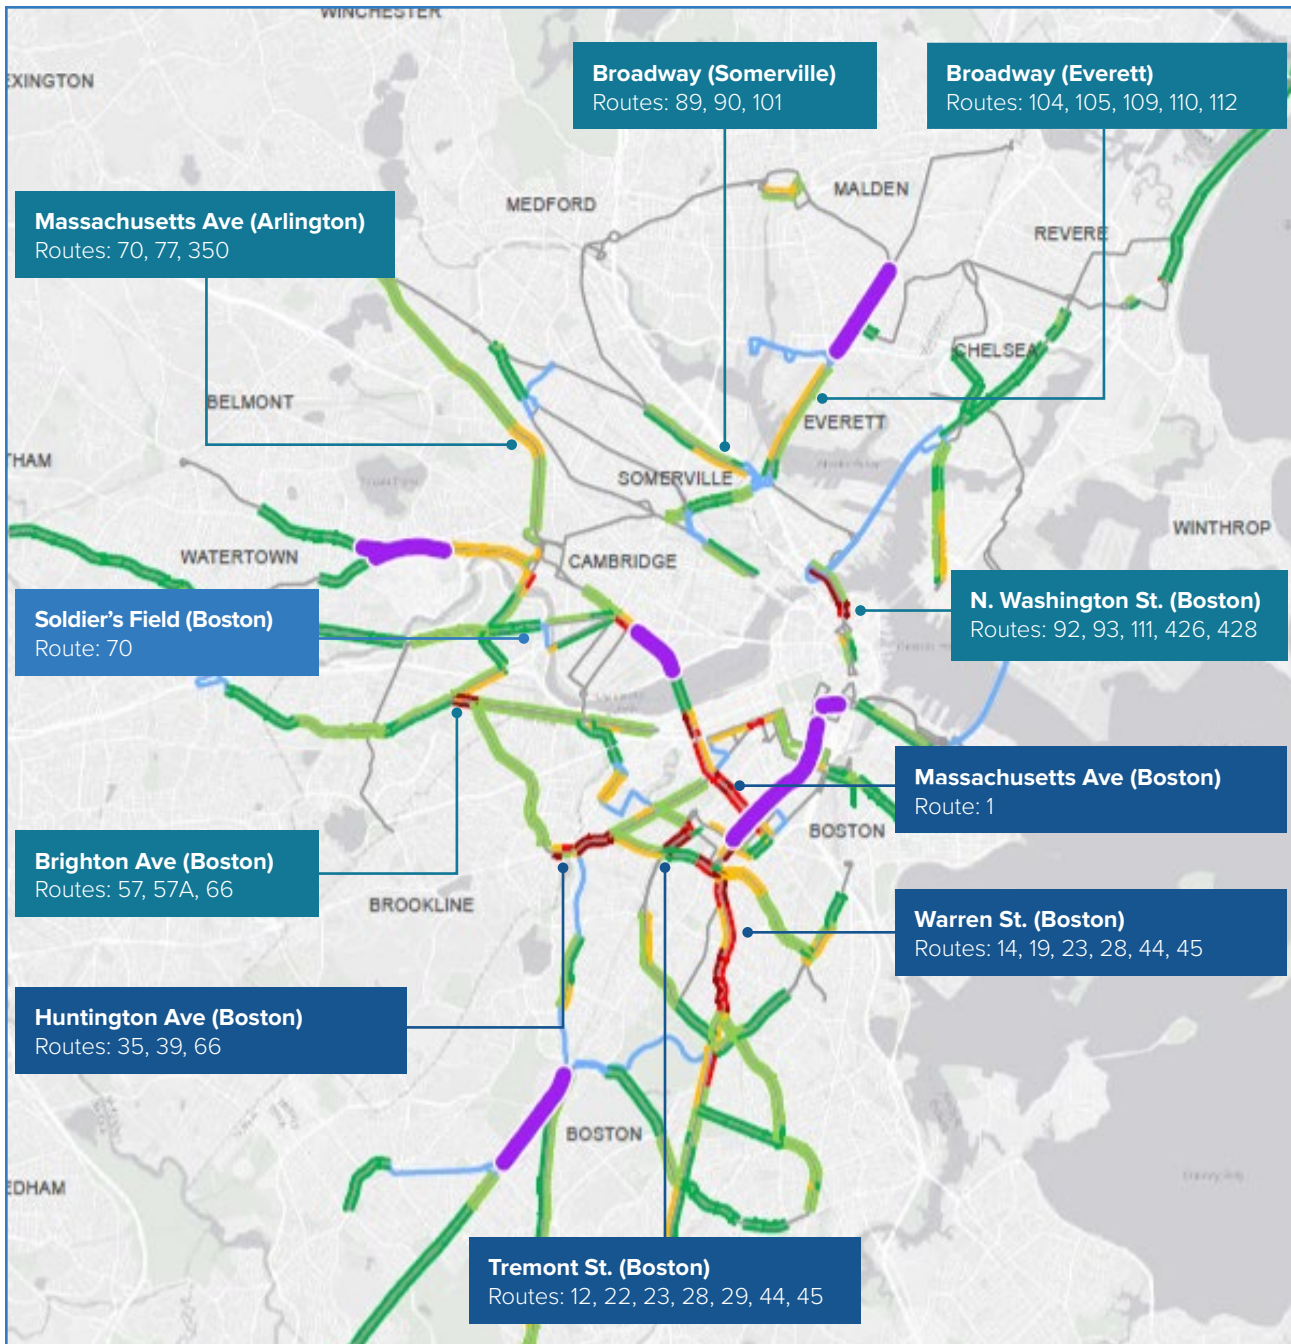 WINCHESTER
EXINGTON
Broadway (Somerville)
Routes: 89, 90, 101
Broadway (Everett)
Routes: 104, 105, 109, 110, 112
MEDFORD
MALDEN
REVERE
Massachusetts Ave (Arlington)
Routes: 70, 77, 350
CHELSEA
BELMONT
EVERETT
THAM
SOMERVILLE
WINTHROP
WATERTOWN
CAMBRIDGE
Soldier's Field (Boston)
Route: 70
N. Washington St. (Boston)
Routes: 92, 93, 111, 426, 428
Massachusetts Ave (Boston)
Route: 1
BOSTON
Brighton Ave (Boston)
Routes: 57, 57A, 66
BROOKLINE
Warren St. (Boston)
Routes: 14, 19, 23, 28, 44, 45
Huntington Ave (Boston)
Routes: 35, 39, 66
BOSTON
EDHAM
Tremont St. (Boston)
Routes: 12, 22, 23, 28, 29, 44, 45